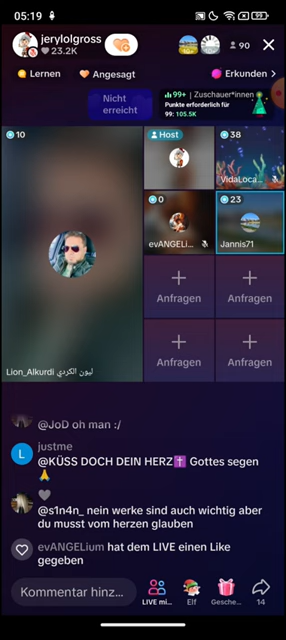 05:19
99
jerylolgross
23.2K
90
Lernen
Angesagt
Erkunden >
Nicht erreicht
99+ | Zuschauer*innen
Punkte erforderlich für
99: 105.5K
10
Host
38
VidaLoca...
0
evANGELi...
23
Jannis71
Anfragen
Anfragen
Anfragen
Anfragen
Lion_Alkurdi ليون الكردي
@JoD oh man :/
L
justme
@KÜSS DOCH DEIN HERZ✝️ Gottes segen
🙏
🩶
@s1n4n_ nein werke sind auch wichtig aber
du musst vom herzen glauben
evANGELium hat dem LIVE einen Like
gegeben
Kommentar hinz...
LIVE mi...
Elf
Gesche...
14